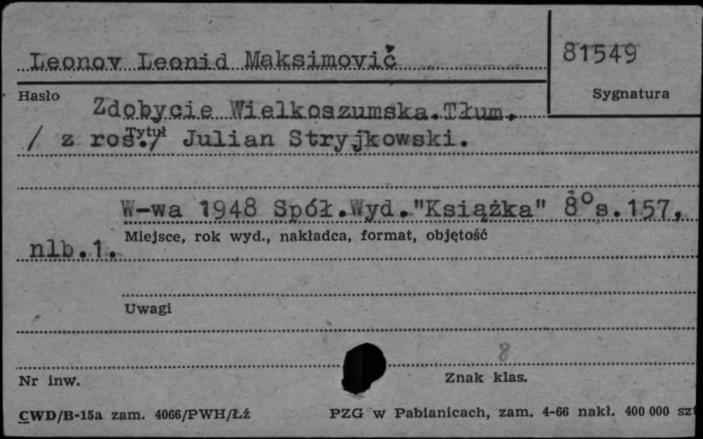 Leonov Leonid Maksimovič
81549
Hasło
Sygnatura
Zdobycie Wielkoszumska.Tłum.
Tytuł
/ z ros./ Julian Stryjkowski.
W-wa 1948 Spół.Wyd."Książka" 8°s.157,
Miejsce, rok wyd., nakładca, format, objętość
nlb.1.
Uwagi
8
Nr inw.
Znak klas.
CWD/B-15a zam. 4066/PWH/Łź
PZG w Pabianicach, zam. 4-66 nakł. 400 000 szt